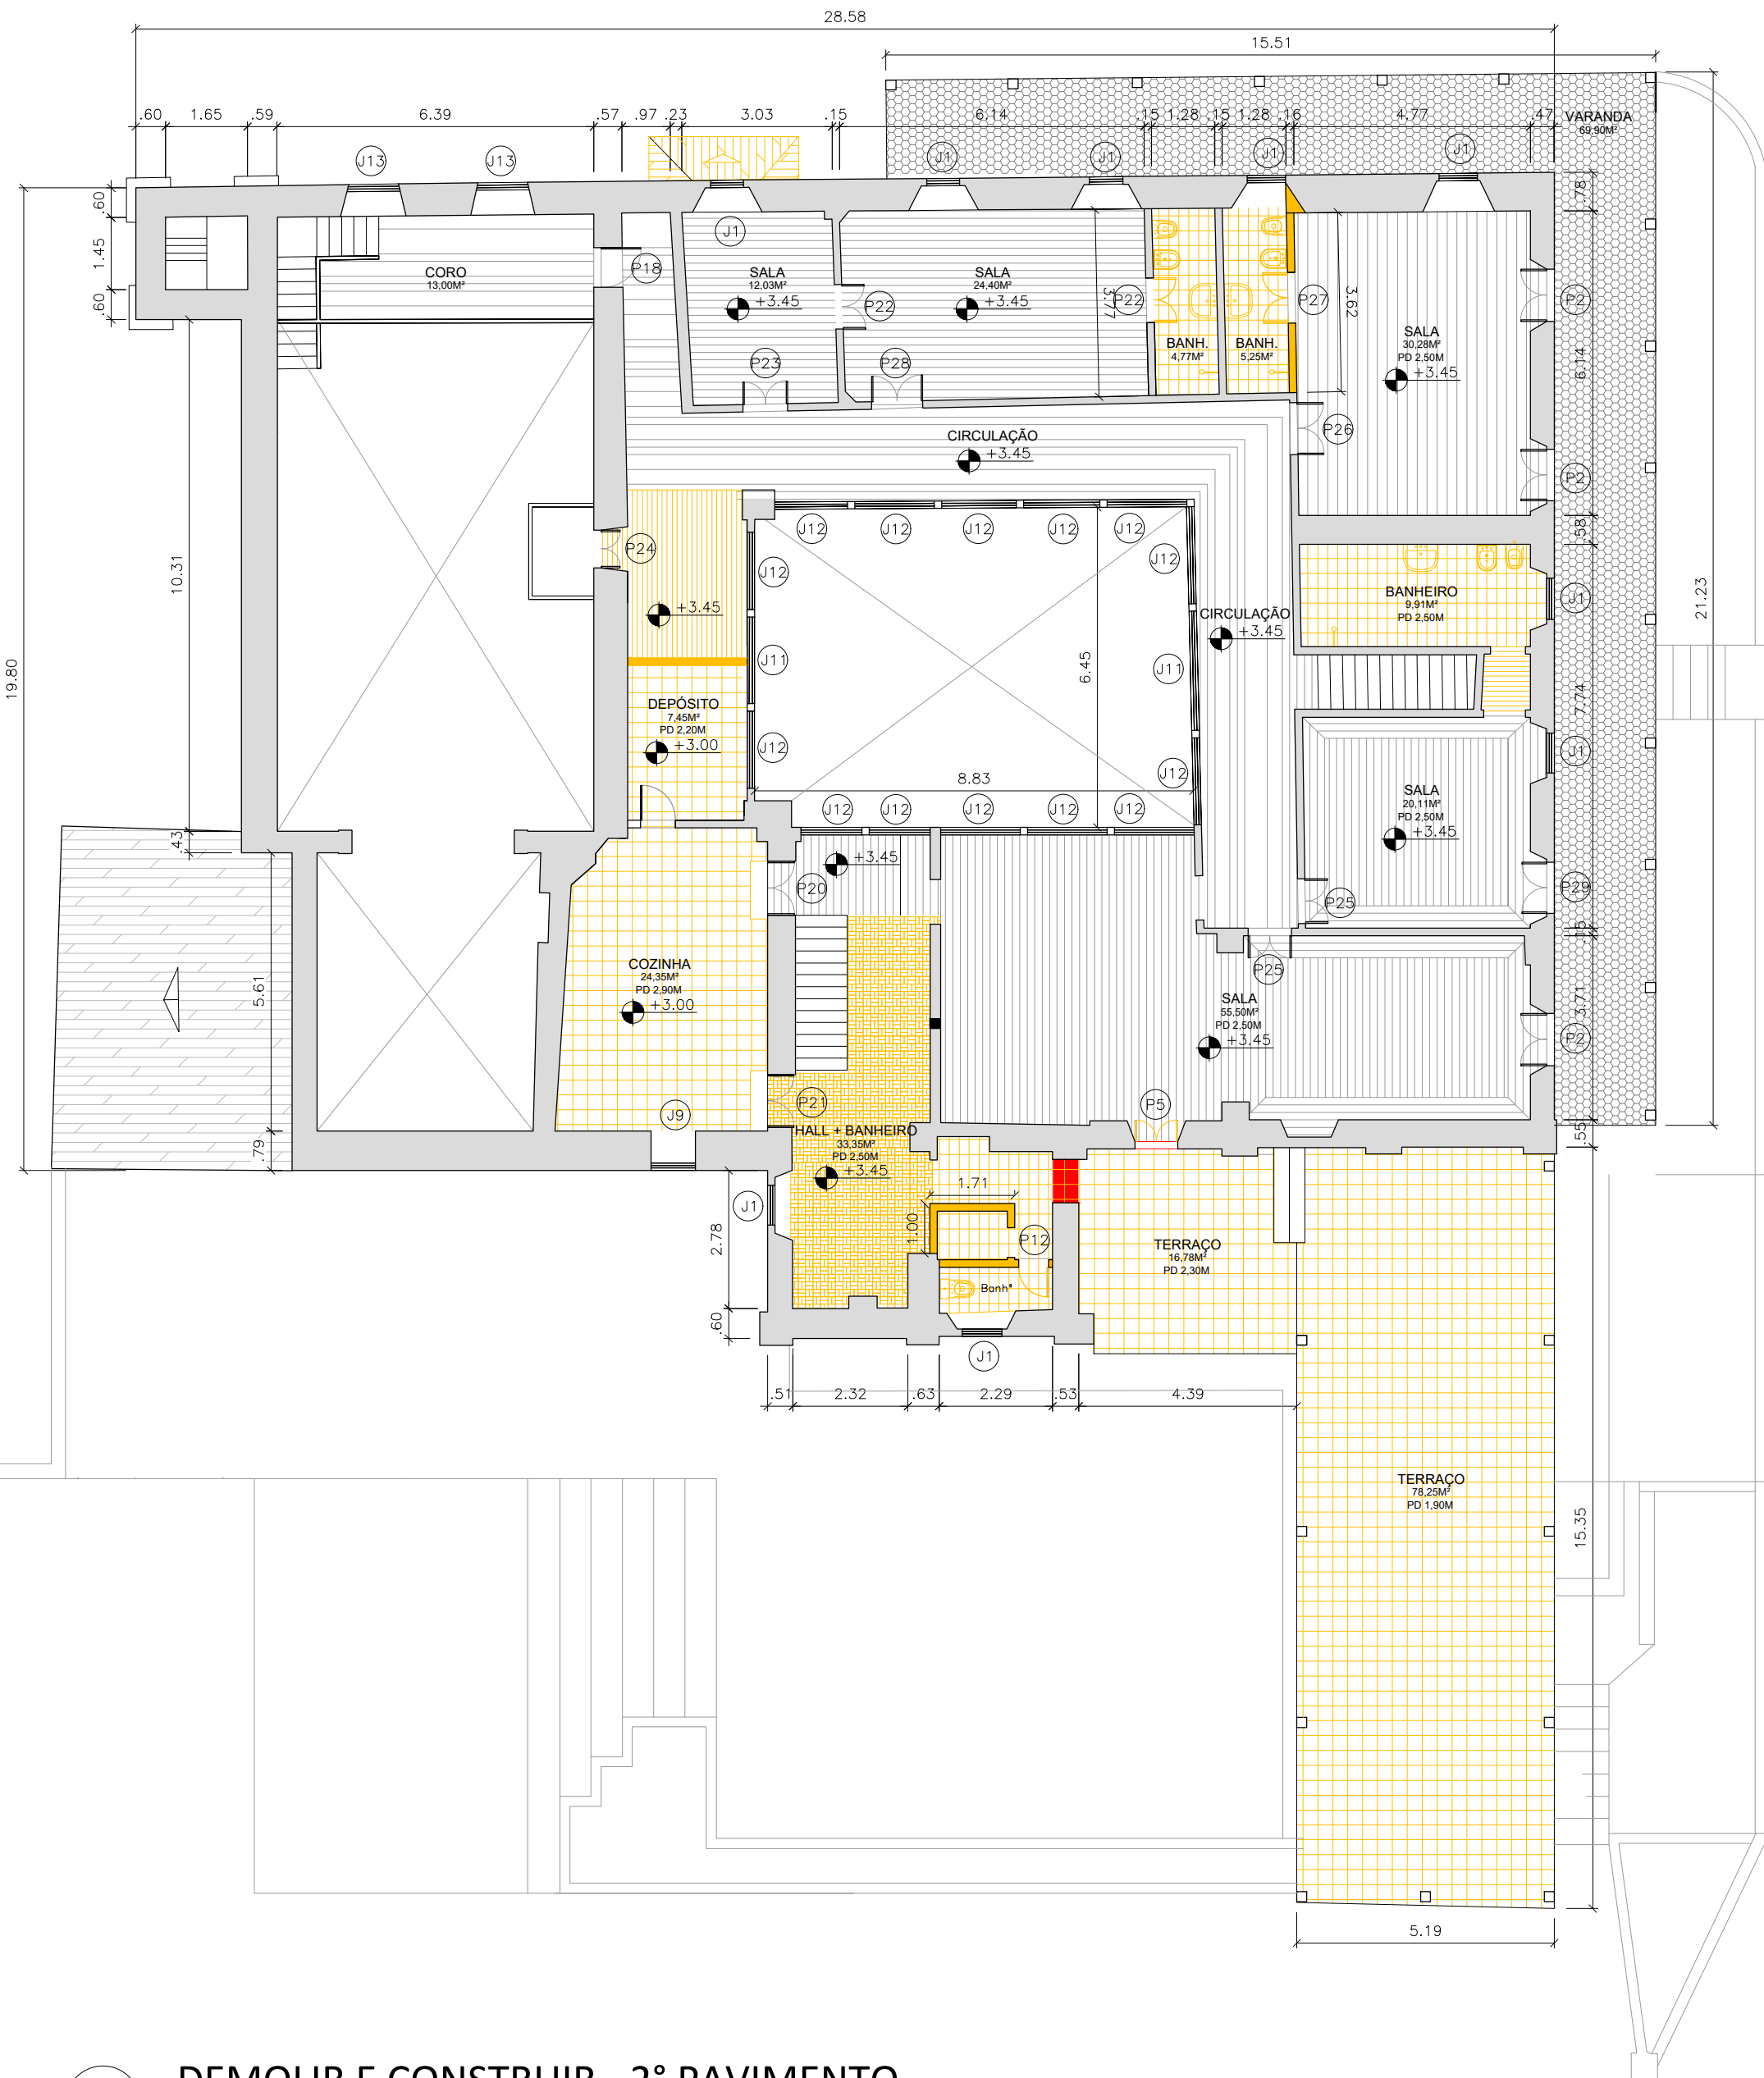 28.58
15.51
.60
1.65
.59
6.39
.57
.97
.23
3.03
.15
6.14
.15
1.28
.15
1.28
.16
4.77
.47
VARANDA
69,90M²
J13
J13
J1
J1
J1
J1
.60
1.45
.60
.78
J1
P18
CORO
13,00M²
SALA
12,03M²
+3.45
P22
SALA
24,40M²
+3.45
3.77
P22
P27
3.62
P2
SALA
30,28M²
PD 2,50M
+3.45
BANH.
4,77M²
BANH.
5,25M²
P23
P28
6.14
P26
CIRCULAÇÃO
+3.45
P2
J12
J12
J12
J12
J12
J12
.58
P24
J12
10.31
+3.45
BANHEIRO
9,91M²
PD 2,50M
J1
CIRCULAÇÃO
+3.45
21.23
19.80
J11
6.45
J11
DEPÓSITO
7,45M²
PD 2,20M
+3.00
7.74
J12
J1
8.83
J12
SALA
20,11M²
PD 2,50M
+3.45
J12
J12
J12
J12
J12
.43
+3.45
P20
P25
P29
.15
COZINHA
24,35M²
PD 2,90M
+3.00
P25
5.61
3.71
SALA
55,50M²
PD 2,50M
+3.45
P2
J9
P21
P5
HALL + BANHEIRO
33,35M²
PD 2,50M
+3.45
.79
.55
1.71
J1
2.78
1.00
P12
TERRAÇO
16,78M²
PD 2,30M
Banhº
.60
J1
.51
2.32
.63
2.29
.53
4.39
TERRAÇO
78,25M²
PD 1,90M
15.35
5.19
DEMOLIR E CONSTRUIR - 2° PAVIMENTO